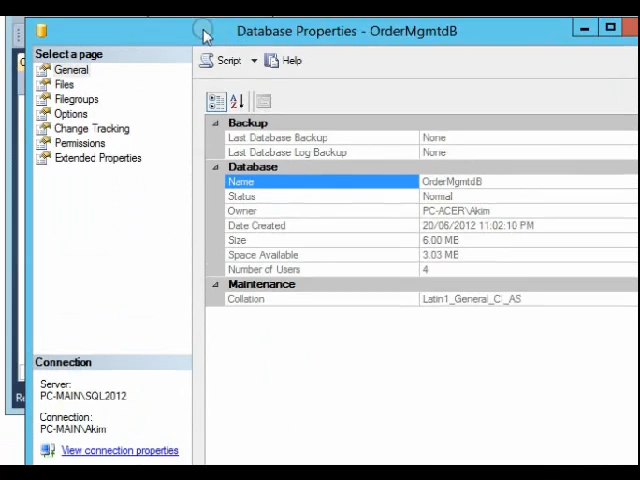 Database Properties - OrderMgmtdB
Select a page
General
Files
Filegroups
Options
Change Tracking
Permissions
Extended Properties
Script
Help
Backup
Last Database Backup None
Last Database Log Backup None
Database
Name OrderMgmtdB
Status Normal
Owner PC-ACER\Akim
Date Created 20/06/2012 11:02:10 PM
Size 6.00 MB
Space Available 3.03 MB
Number of Users 4
Maintenance
Collation Latin1_General_CI_AS
Connection
Server:
PC-MAIN\SQL2012
Connection:
PC-MAIN\Akim
View connection properties